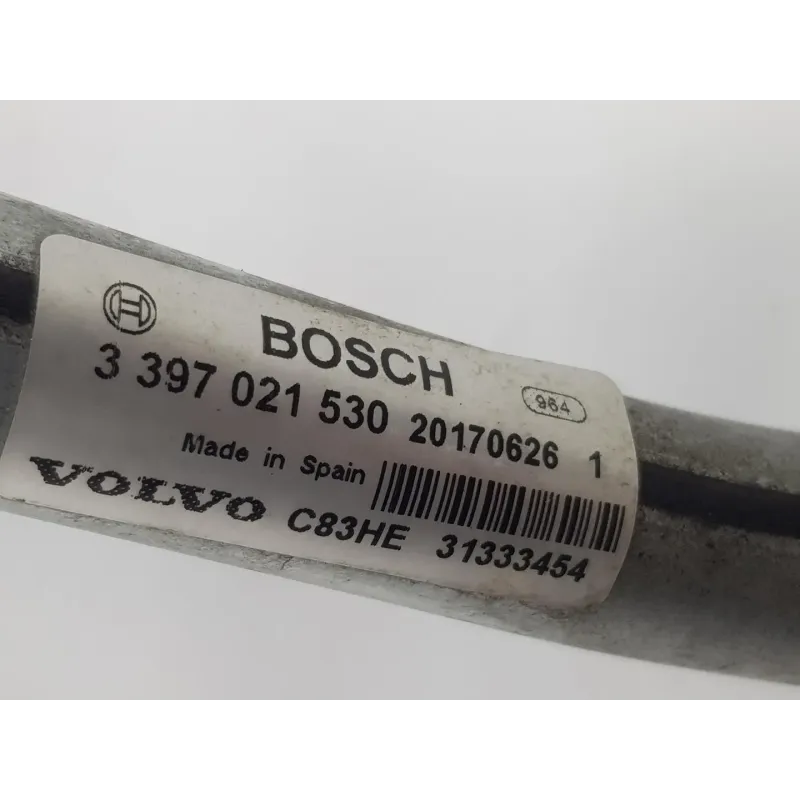 BOSCH
964
3 397 021 530 20170626 1
Made in Spain
VOLVO C83HE 31333454